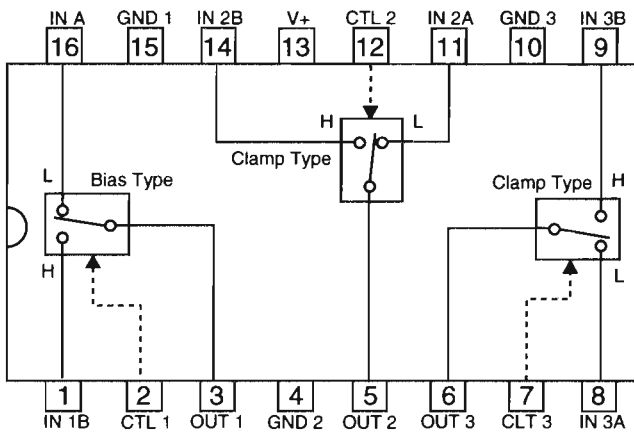 IN A GND 1 IN 2B V+ CTL 2 IN 2A GND 3 IN 3B
16 15 14 13 12 11 10 9
H L
Clamp Type
L Bias Type Clamp Type H
H L
1 2 3 4 5 6 7 8
IN 1B CTL 1 OUT 1 GND 2 OUT 2 OUT 3 CLT 3 IN 3A